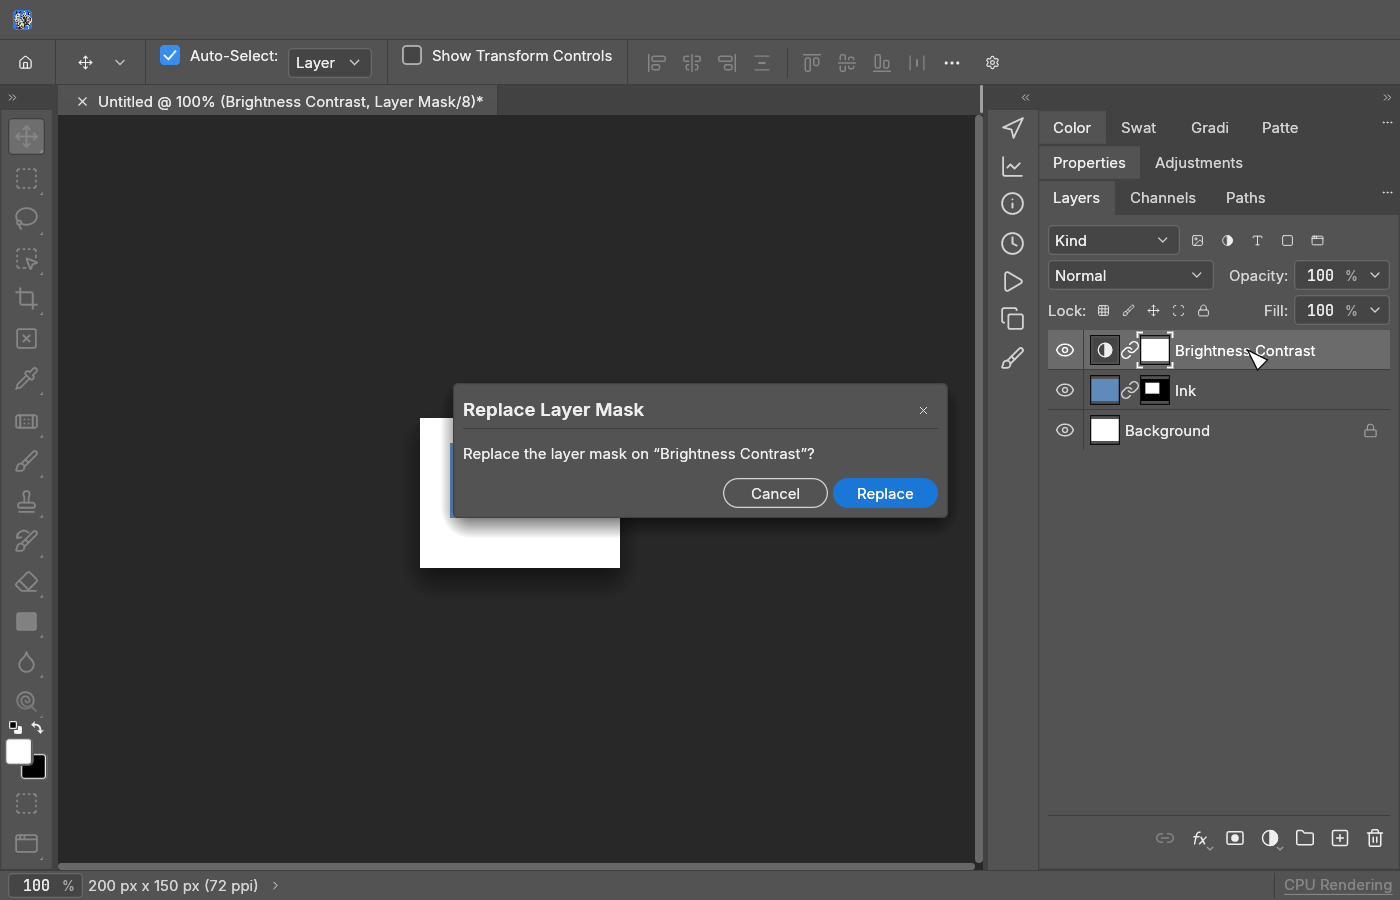 Auto-Select:
Layer
Show Transform Controls
Untitled @ 100% (Brightness Contrast, Layer Mask/8)*
Color Swat Gradi Patte
Properties Adjustments
Layers Channels Paths
Kind
Normal Opacity: 100 %
Lock: Fill: 100 %
Brightness Contrast
Ink
Background
Replace Layer Mask
Replace the layer mask on “Brightness Contrast”?
Cancel Replace
fx
100 % 200 px x 150 px (72 ppi)
CPU Rendering